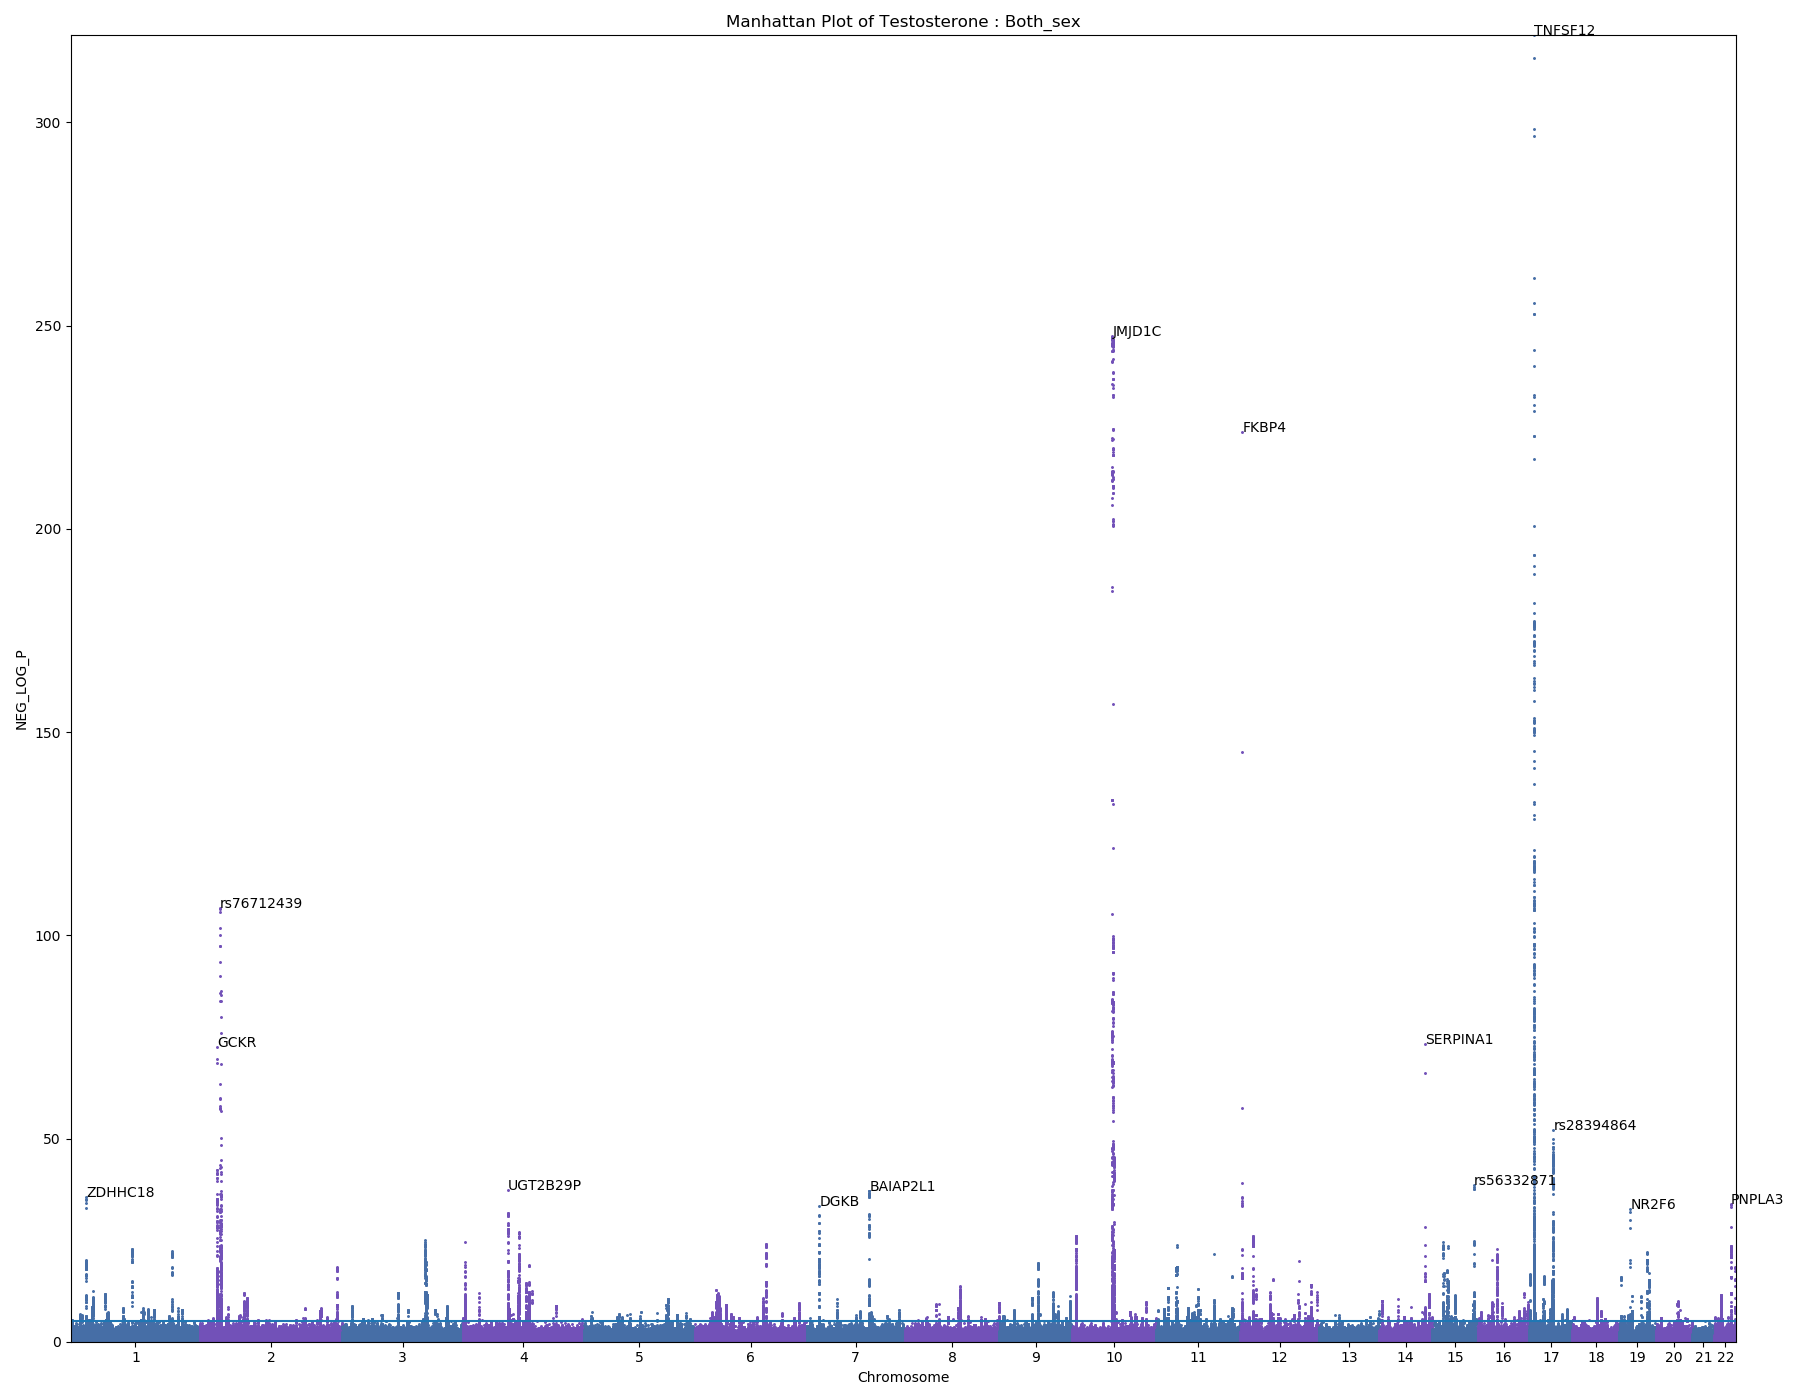 Manhattan Plot of Testosterone : Both_sex
TNFSF12
300
250
JMJD1C
FKBP4
200
NEG_LOG_P
150
100
rs76712439
GCKR
SERPINA1
50
rs28394864
ZDHHC18
UGT2B29P
DGKB
BAIAP2L1
rs56332871
NR2F6
PNPLA3
0
1 2 3 4 5 6 7 8 9 10 11 12 13 14 15 16 17 18 19 20 21 22
Chromosome